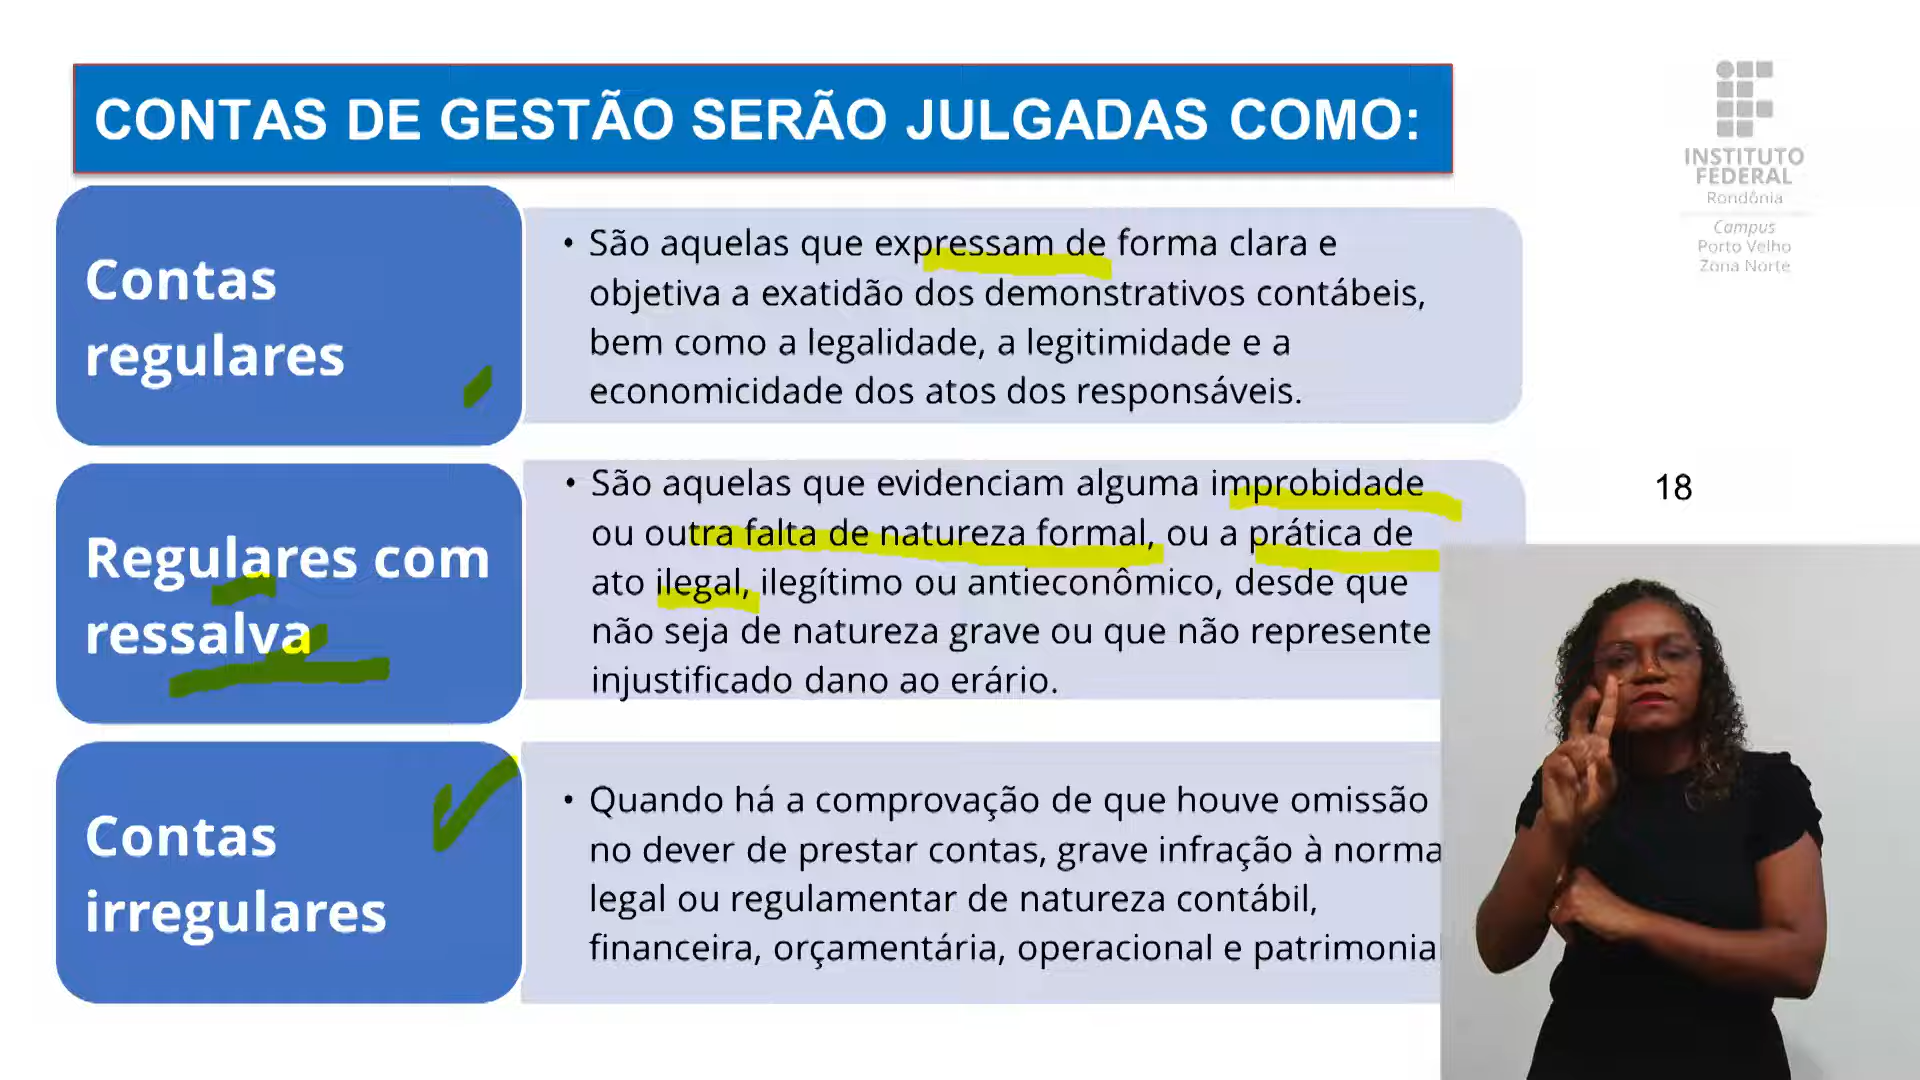 CONTAS DE GESTÃO SERÃO JULGADAS COMO:
INSTITUTO
FEDERAL
Rondônia
Campus
Porto Velho
Zona Norte
Contas
regulares
• São aquelas que expressam de forma clara e
objetiva a exatidão dos demonstrativos contábeis,
bem como a legalidade, a legitimidade e a
economicidade dos atos dos responsáveis.
Regulares com
ressalva
• São aquelas que evidenciam alguma improbidade
ou outra falta de natureza formal, ou a prática de
ato ilegal, ilegítimo ou antieconômico, desde que
não seja de natureza grave ou que não represente
injustificado dano ao erário.
18
Contas
irregulares
• Quando há a comprovação de que houve omissão
no dever de prestar contas, grave infração à norma
legal ou regulamentar de natureza contábil,
financeira, orçamentária, operacional e patrimonia